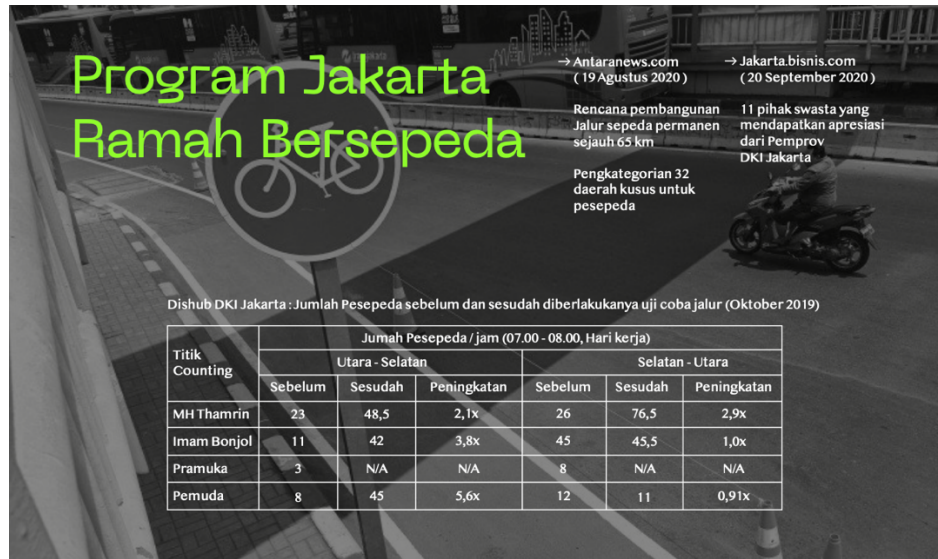 Program Jakarta
Ramah Bersepeda
→ Antaranews.com
( 19 Agustus 2020 )
Rencana pembangunan
Jalur sepeda permanen
sejauh 65 km
Pengkategorian 32
daerah kusus untuk
pesepeda
→ Jakarta.bisnis.com
( 20 September 2020 )
11 pihak swasta yang
mendapatkan apresiasi
dari Pemprov
DKI Jakarta
Dishub DKI Jakarta : Jumlah Pesepeda sebelum dan sesudah diberlakukanya uji coba jalur (Oktober 2019)
Titik
Counting
Jumah Pesepeda / jam (07.00 - 08.00, Hari kerja)
Utara - Selatan Selatan - Utara
Sebelum Sesudah Peningkatan Sebelum Sesudah Peningkatan
MH Thamrin 23 48,5 2,1x 26 76,5 2,9x
Imam Bonjol 11 42 3,8x 45 45,5 1,0x
Pramuka 3 N/A N/A 8 N/A N/A
Pemuda 8 45 5,6x 12 11 0,91x